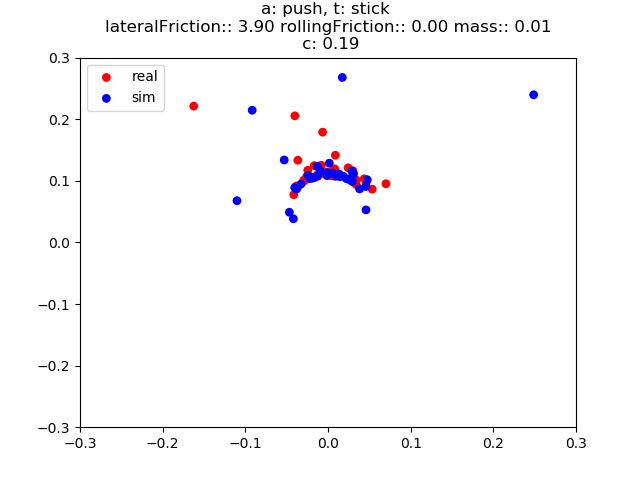 a: push, t: stick
lateralFriction:: 3.90 rollingFriction:: 0.00 mass:: 0.01
c: 0.19
real
sim
0.3
0.2
0.1
0.0
−0.1
−0.2
−0.3
−0.3 −0.2 −0.1 0.0 0.1 0.2 0.3